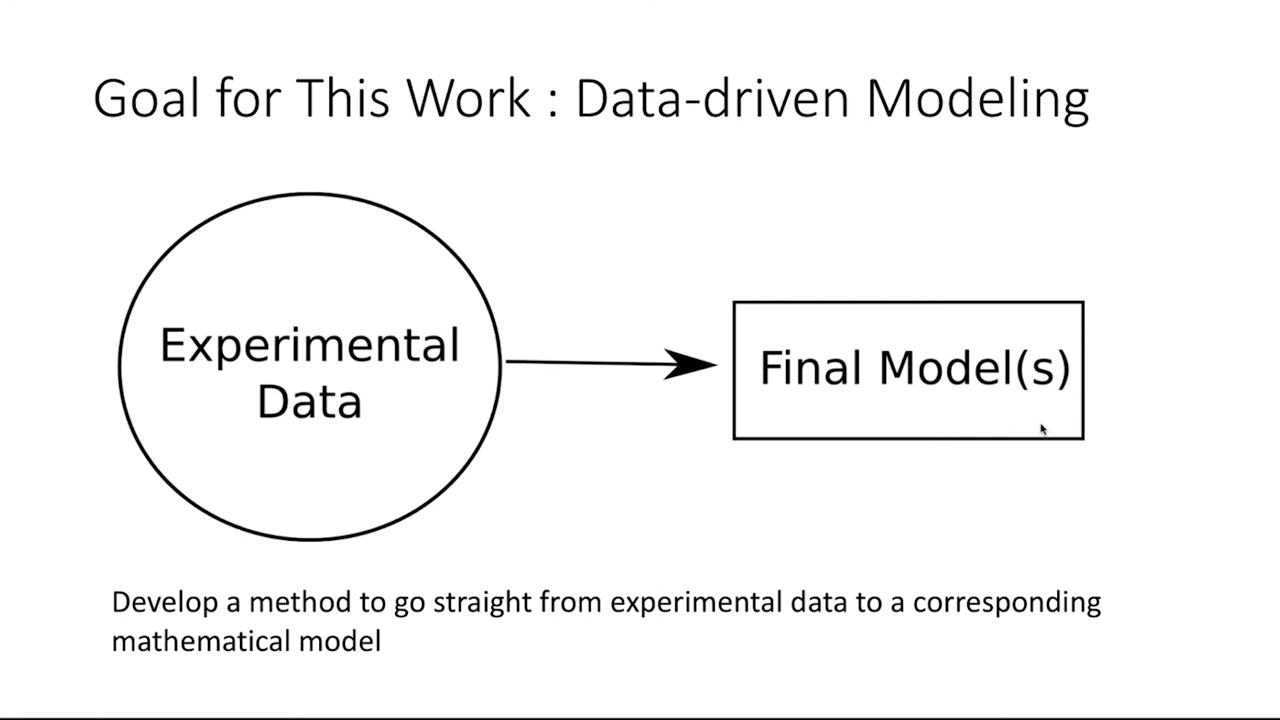 Goal for This Work : Data-driven Modeling
Experimental
Data
Final Model(s)
Develop a method to go straight from experimental data to a corresponding
mathematical model